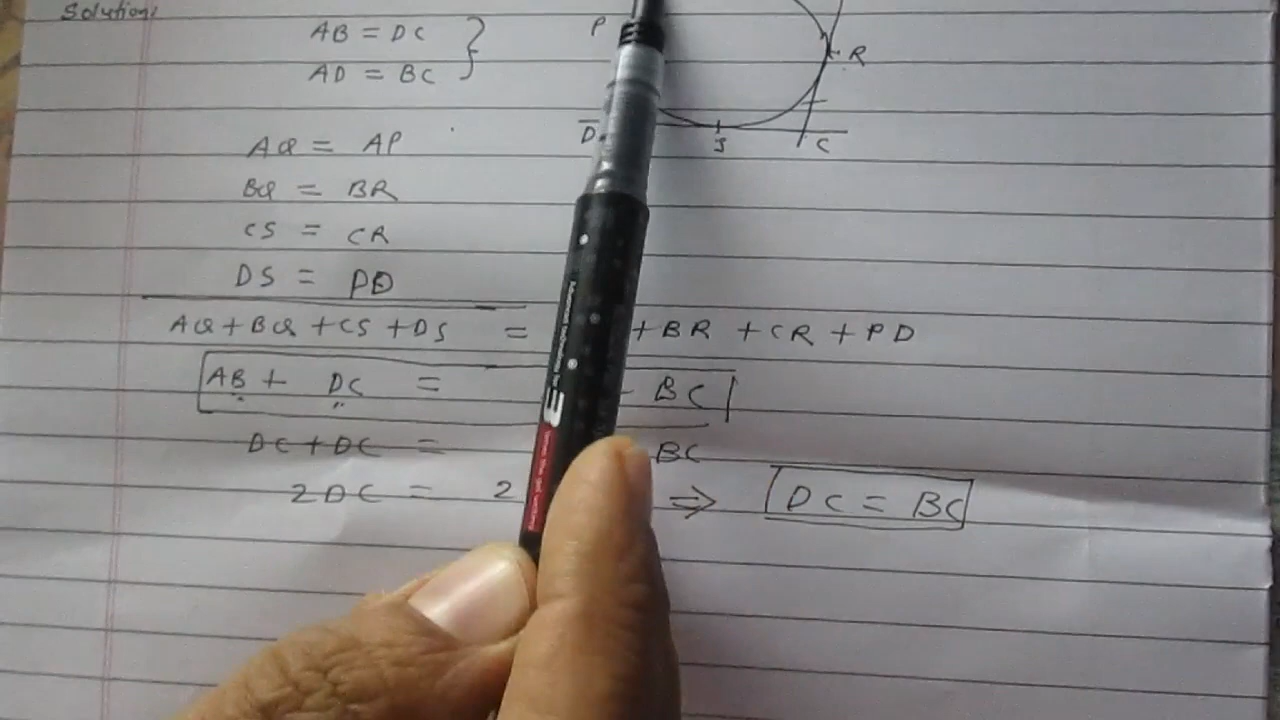 Solution:
AB = DC
AD = BC
P
R
D
S
C
AQ = AP
BQ = BR
CS = CR
DS = PD
AQ + BQ + CS + DS = + BR + CR + PD
AB + DC = BC
DC + DC = BC
2DC = 2 ⇒ DC = BC